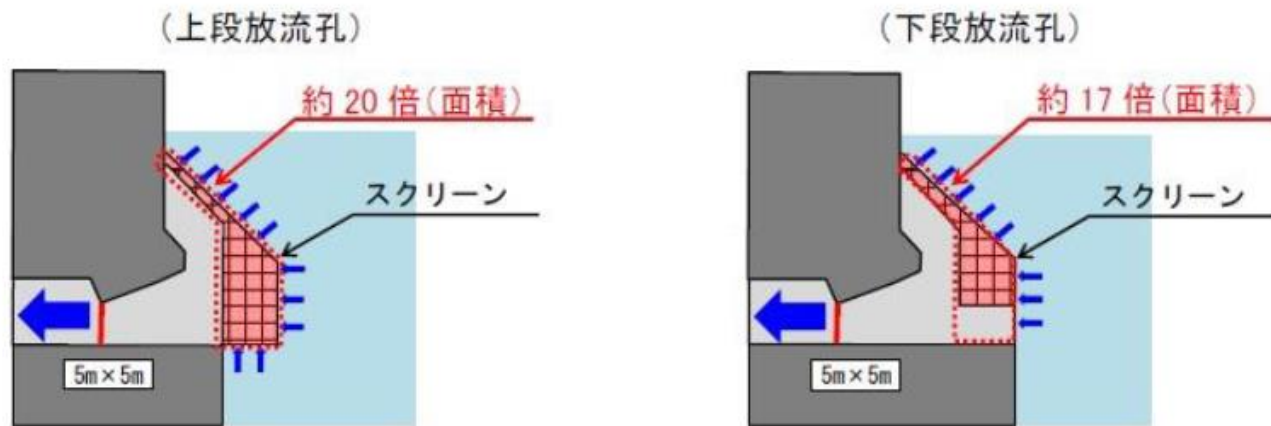 (上段放流孔)
約 20 倍(面積)
スクリーン
5m×5m
(下段放流孔)
約 17 倍(面積)
スクリーン
5m×5m